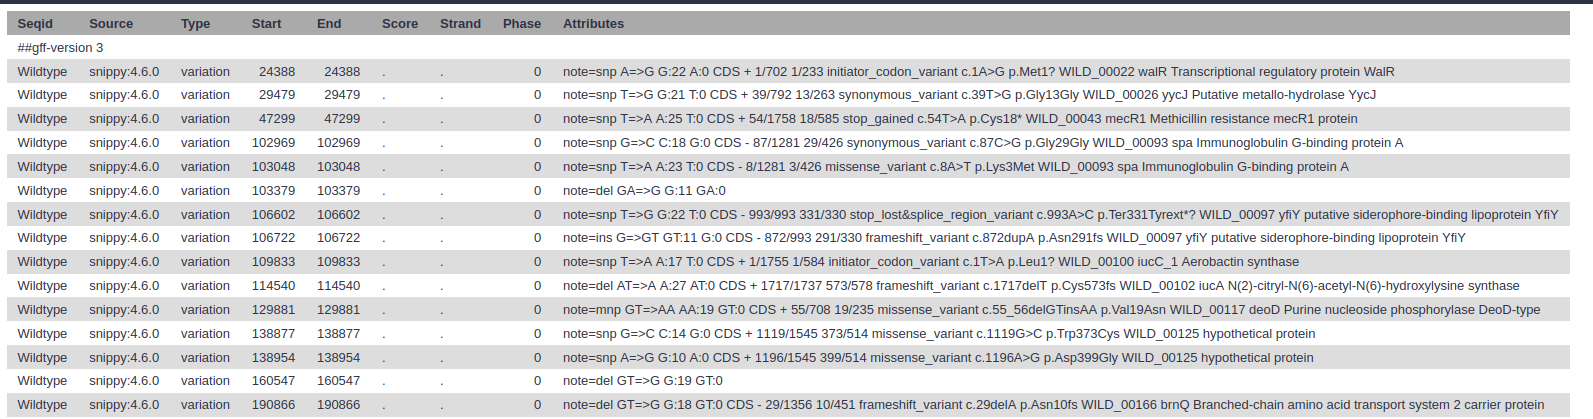 Seqid Source Type Start End Score Strand Phase Attributes
##gff-version 3
Wildtype snippy:4.6.0 variation 24388 24388 . . 0 note=snp A=>G G:22 A:0 CDS + 1/702 1/233 initiator_codon_variant c.1A>G p.Met1? WILD_00022 walR Transcriptional regulatory protein WalR
Wildtype snippy:4.6.0 variation 29479 29479 . . 0 note=snp T=>G G:21 T:0 CDS + 39/792 13/263 synonymous_variant c.39T>G p.Gly13Gly WILD_00026 yycJ Putative metallo-hydrolase YycJ
Wildtype snippy:4.6.0 variation 47299 47299 . . 0 note=snp T=>A A:25 T:0 CDS + 54/1758 18/585 stop_gained c.54T>A p.Cys18* WILD_00043 mecR1 Methicillin resistance mecR1 protein
Wildtype snippy:4.6.0 variation 102969 102969 . . 0 note=snp G=>C C:18 G:0 CDS - 87/1281 29/426 synonymous_variant c.87C>G p.Gly29Gly WILD_00093 spa Immunoglobulin G-binding protein A
Wildtype snippy:4.6.0 variation 103048 103048 . . 0 note=snp T=>A A:23 T:0 CDS - 8/1281 3/426 missense_variant c.8A>T p.Lys3Met WILD_00093 spa Immunoglobulin G-binding protein A
Wildtype snippy:4.6.0 variation 103379 103379 . . 0 note=del GA=>G G:11 GA:0
Wildtype snippy:4.6.0 variation 106602 106602 . . 0 note=snp T=>G G:22 T:0 CDS - 993/993 331/330 stop_lost&splice_region_variant c.993A>C p.Ter331Tyrext*? WILD_00097 yfiY putative siderophore-binding lipoprotein YfiY
Wildtype snippy:4.6.0 variation 106722 106722 . . 0 note=ins G=>GT GT:11 G:0 CDS - 872/993 291/330 frameshift_variant c.872dupA p.Asn291fs WILD_00097 yfiY putative siderophore-binding lipoprotein YfiY
Wildtype snippy:4.6.0 variation 109833 109833 . . 0 note=snp T=>A A:17 T:0 CDS + 1/1755 1/584 initiator_codon_variant c.1T>A p.Leu1? WILD_00100 iucC_1 Aerobactin synthase
Wildtype snippy:4.6.0 variation 114540 114540 . . 0 note=del AT=>A A:27 AT:0 CDS + 1717/1737 573/578 frameshift_variant c.1717delT p.Cys573fs WILD_00102 iucA N(2)-citryl-N(6)-acetyl-N(6)-hydroxylysine synthase
Wildtype snippy:4.6.0 variation 129881 129881 . . 0 note=mnp GT=>AA AA:19 GT:0 CDS + 55/708 19/235 missense_variant c.55_56delGTinsAA p.Val19Asn WILD_00117 deoD Purine nucleoside phosphorylase DeoD-type
Wildtype snippy:4.6.0 variation 138877 138877 . . 0 note=snp G=>C C:14 G:0 CDS + 1119/1545 373/514 missense_variant c.1119G>C p.Trp373Cys WILD_00125 hypothetical protein
Wildtype snippy:4.6.0 variation 138954 138954 . . 0 note=snp A=>G G:10 A:0 CDS + 1196/1545 399/514 missense_variant c.1196A>G p.Asp399Gly WILD_00125 hypothetical protein
Wildtype snippy:4.6.0 variation 160547 160547 . . 0 note=del GT=>G G:19 GT:0
Wildtype snippy:4.6.0 variation 190866 190866 . . 0 note=del GT=>G G:18 GT:0 CDS - 29/1356 10/451 frameshift_variant c.29delA p.Asn10fs WILD_00166 brnQ Branched-chain amino acid transport system 2 carrier protein